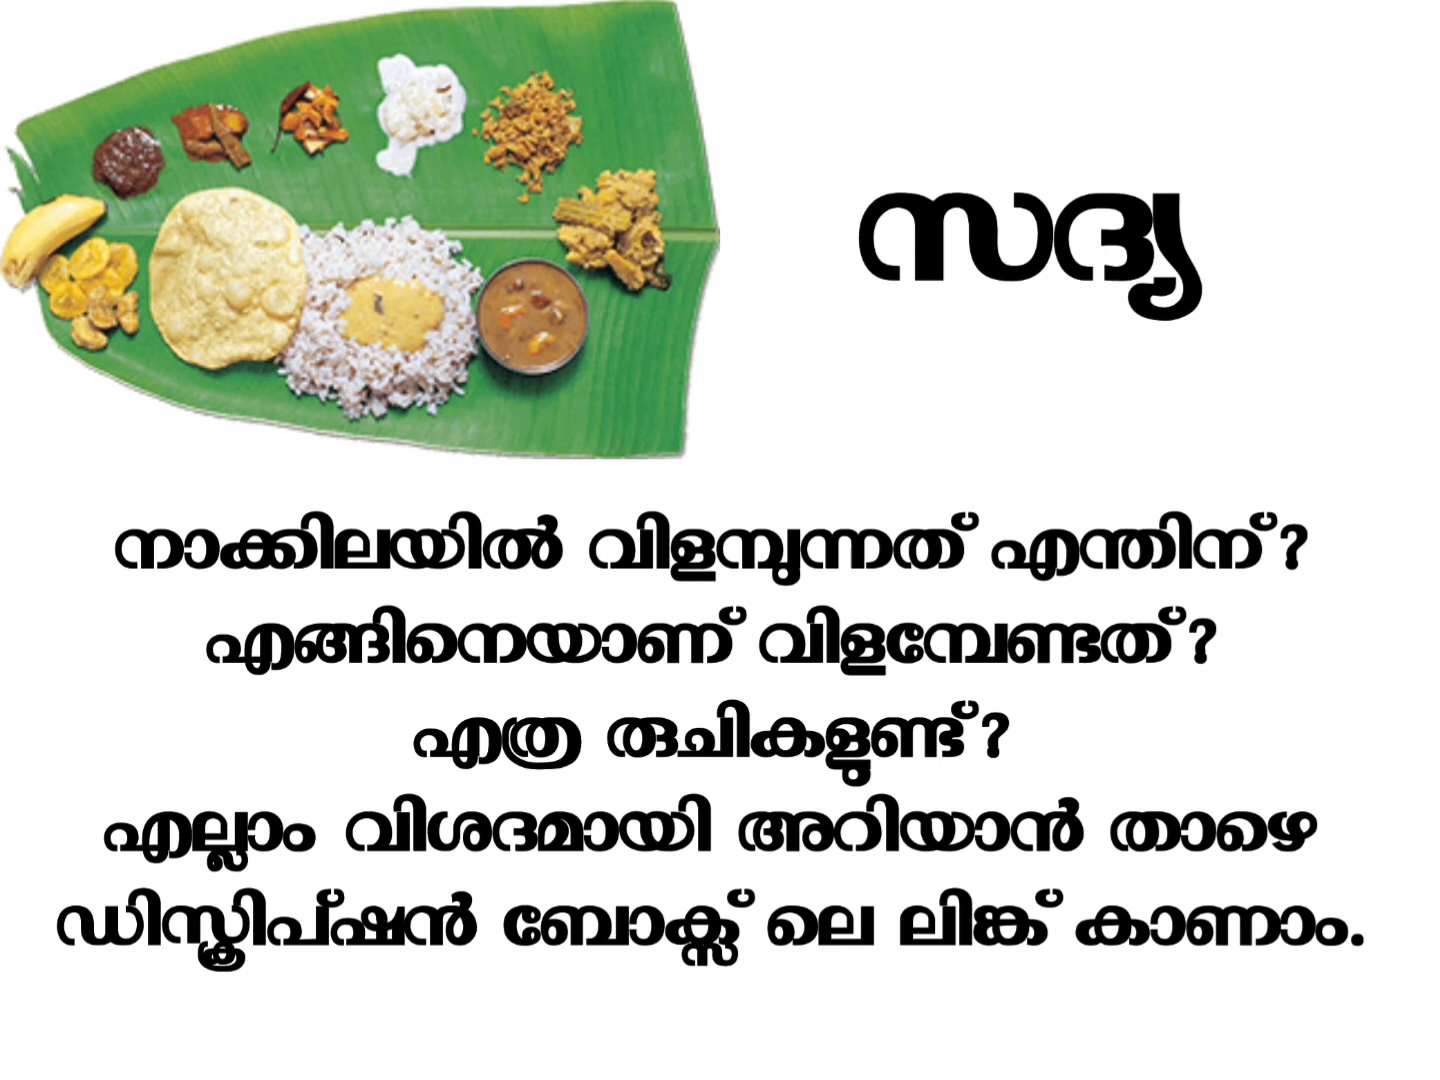 സദ്യ
നാക്കിലയിൽ വിളമ്പുന്നത് എന്തിന്?
എങ്ങിനെയാണ് വിളമ്പേണ്ടത്?
എത്ര രുചികളുണ്ട്?
എല്ലാം വിശദമായി അറിയാൻ താഴെ
ഡിസ്ക്രിപ്ഷൻ ബോക്സ് ലെ ലിങ്ക് കാണാം.